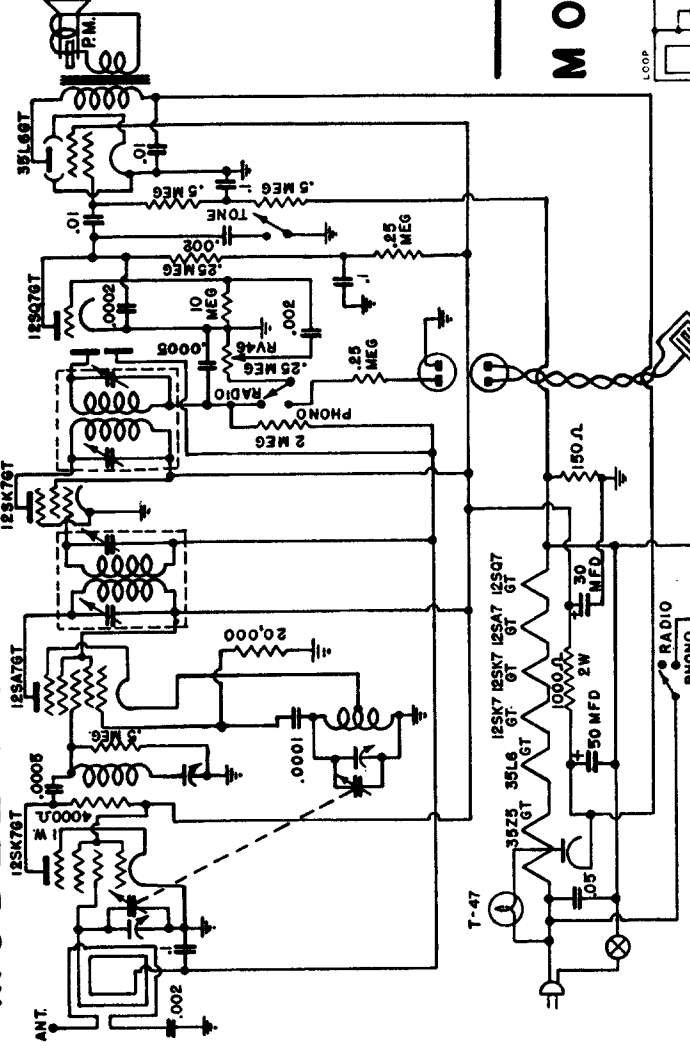 MO
LOOP
P.M.
35L6GT
.01
.5 MEG
.1
.5 MEG
.01
TONE
.002
.25 MEG
.25
MEG
.1
12SQ7GT
.0002
10
MEG
.002
.0005
RV46
.25 MEG
RADIO
PHONO
.25
MEG
2 MEG
12SK7GT
12SA7GT
20,000
.5 MEG
.0001
.0005
12SK7GT
4000Ω
1 W.
.1
.002
ANT.
T-47
35Z5
GT
35L6
GT
12SK7
GT
12SK7
GT
12SA7
GT
12SQ7
GT
150Ω
30
MFD
1000Ω
2W
50 MFD
.05
RADIO
PHONO